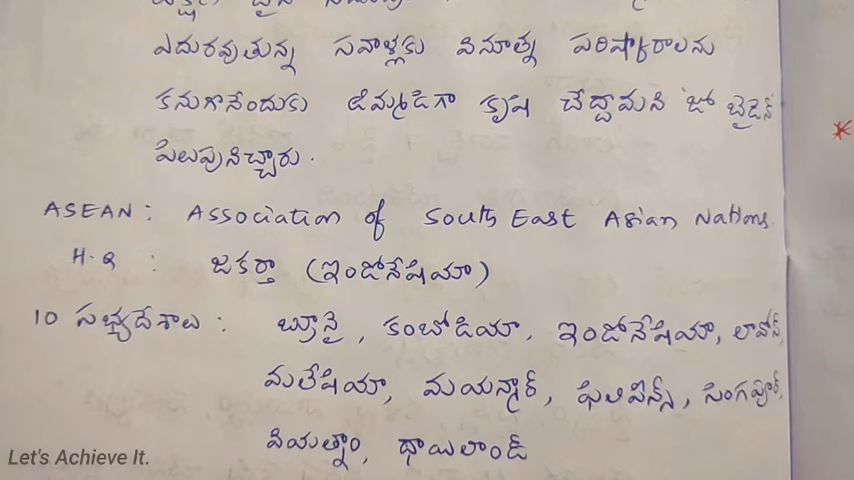 ఎదురవుతున్న సవాళ్లకు వినూత్న పరిష్కారాలను
కనుగొనేందుకు ఉమ్మడిగా కృషి చేద్దామని జో బైడెన్
పిలుపునిచ్చారు.
ASEAN : Association of South East Asian Nations
H.Q : జకర్తా (ఇండోనేషియా)
10 సభ్యదేశాలు : బ్రూనై, కంబోడియా, ఇండోనేషియా, లావోస్,
మలేషియా, మయన్మార్, ఫిలిపిన్స్, సింగపూర్,
వియత్నాం, థాయిలాండ్
Let's Achieve It.